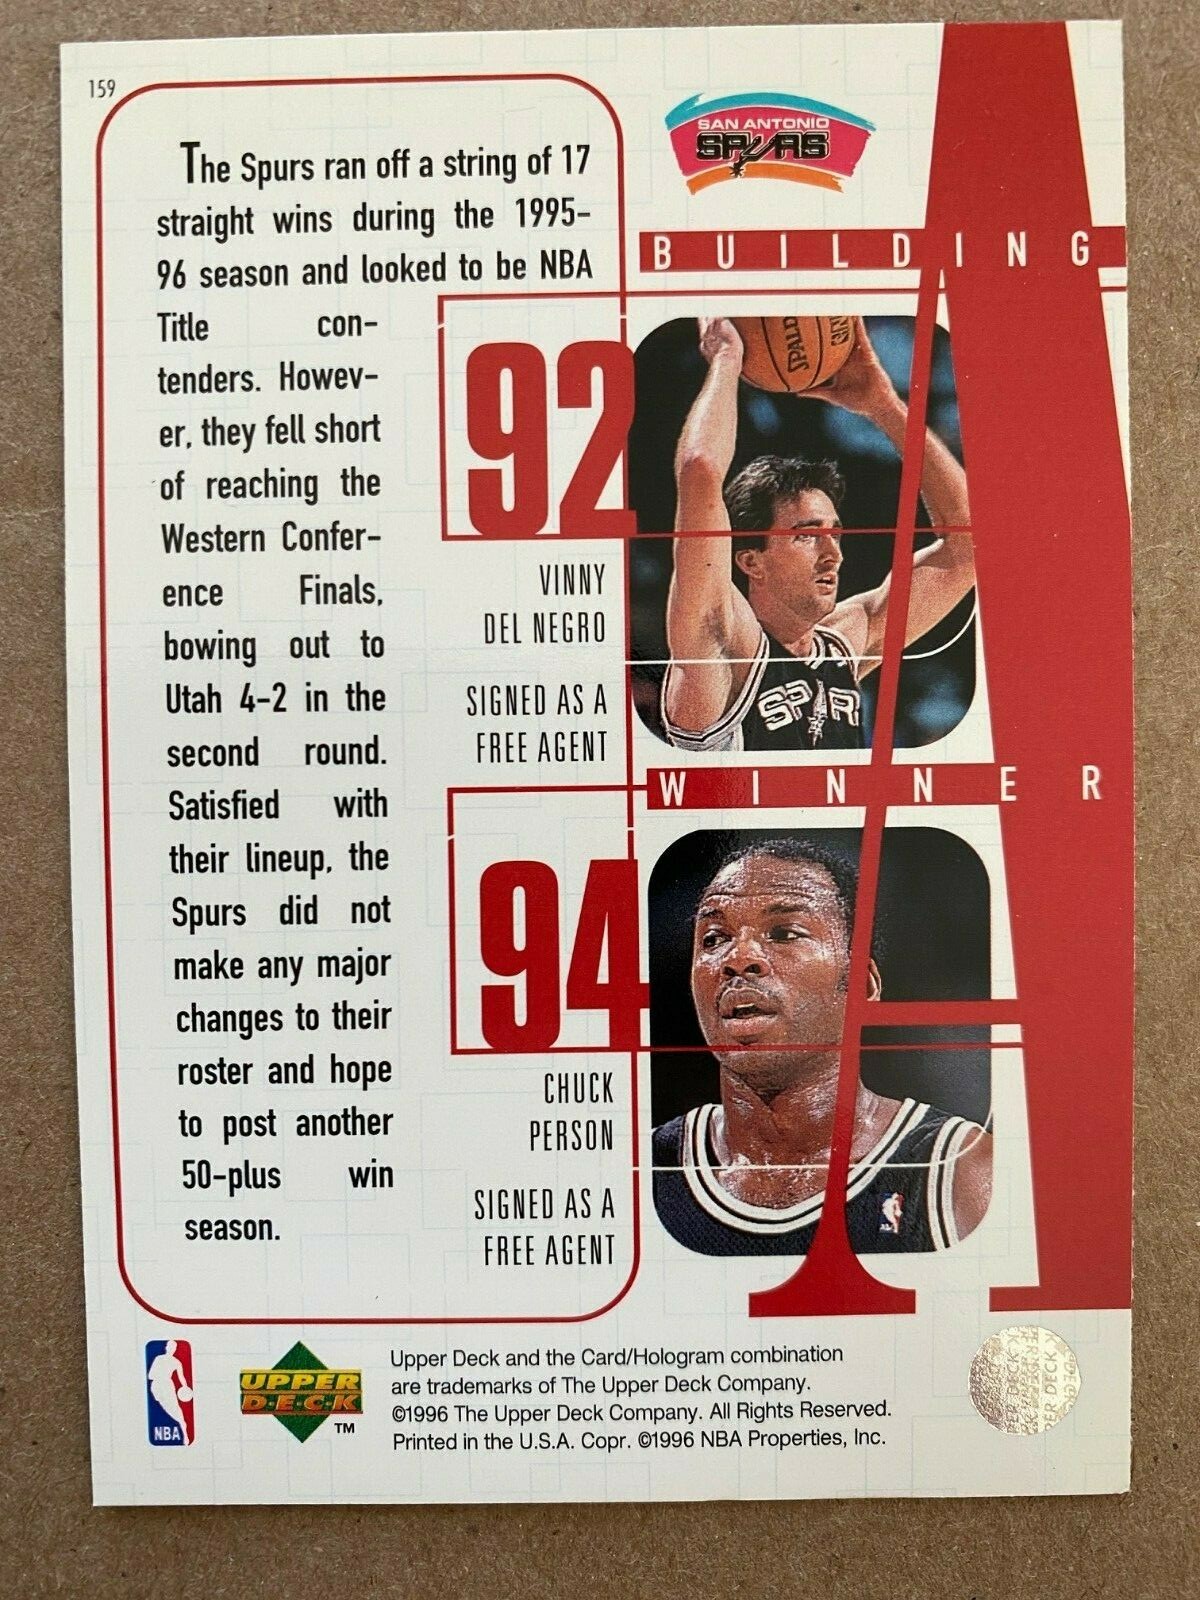 159
The Spurs ran off a string of 17
straight wins during the 1995-
96 season and looked to be NBA
Title con-
tenders. Howev-
er, they fell short
of reaching the
Western Confer-
ence Finals,
bowing out to
Utah 4-2 in the
second round.
Satisfied with
their lineup, the
Spurs did not
make any major
changes to their
roster and hope
to post another
50-plus win
season.
SAN ANTONIO
SPURS
BUILDING
A
92
SPALD
VINNY
DEL NEGRO
SIGNED AS A
FREE AGENT
SPUR
WINNER
94
CHUCK
PERSON
SIGNED AS A
FREE AGENT
NBA
UPPER
DECK
TM
Upper Deck and the Card/Hologram combination
are trademarks of The Upper Deck Company.
©1996 The Upper Deck Company. All Rights Reserved.
Printed in the U.S.A. Copr. ©1996 NBA Properties, Inc.
PER DECK